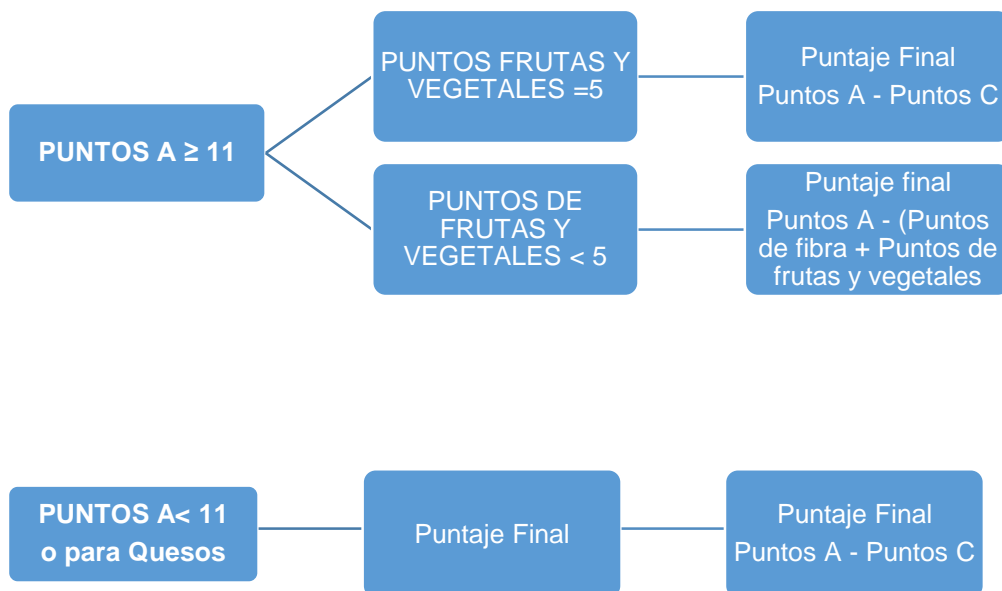 PUNTOS A ≥ 11
PUNTOS FRUTAS Y
VEGETALES =5
Puntaje Final
Puntos A - Puntos C
PUNTOS DE
FRUTAS Y
VEGETALES < 5
Puntaje final
Puntos A - (Puntos
de fibra + Puntos de
frutas y vegetales
PUNTOS A< 11
o para Quesos
Puntaje Final
Puntaje Final
Puntos A - Puntos C